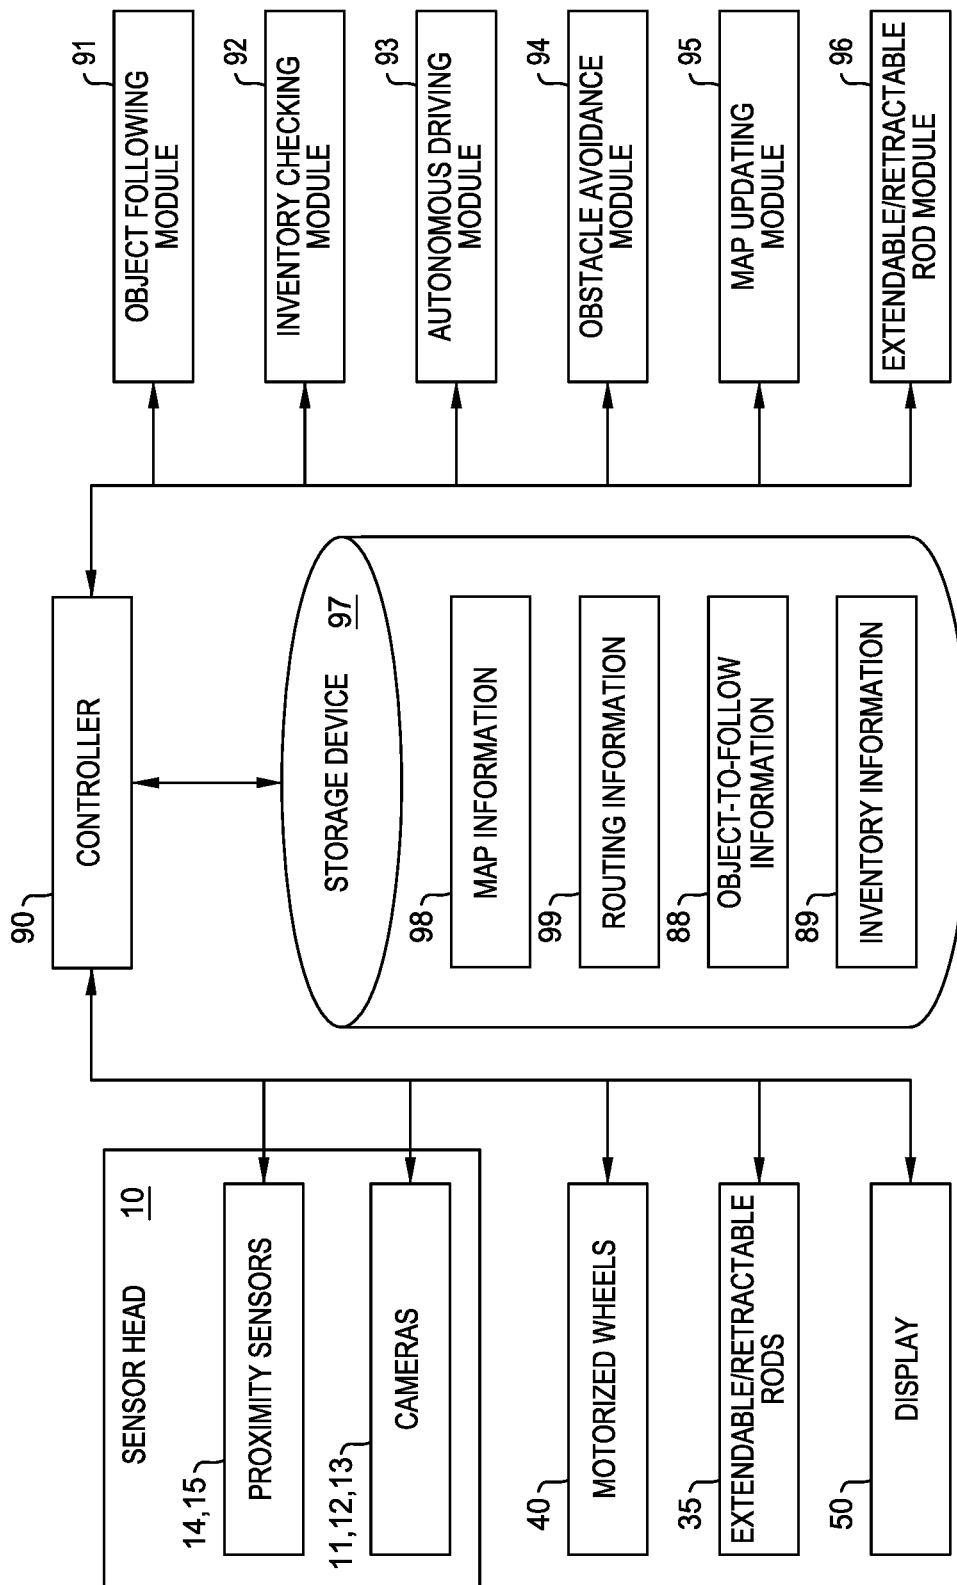 SENSOR HEAD
10
14,15
PROXIMITY SENSORS
11,12,13
CAMERAS
40
MOTORIZED WHEELS
35
EXTENDABLE/RETRACTABLE
RODS
50
DISPLAY
90
CONTROLLER
STORAGE DEVICE
97
98
MAP INFORMATION
99
ROUTING INFORMATION
88
OBJECT-TO-FOLLOW
INFORMATION
89
INVENTORY INFORMATION
91
OBJECT FOLLOWING
MODULE
92
INVENTORY CHECKING
MODULE
93
AUTONOMOUS DRIVING
MODULE
94
OBSTACLE AVOIDANCE
MODULE
95
MAP UPDATING
MODULE
96
EXTENDABLE/RETRACTABLE
ROD MODULE